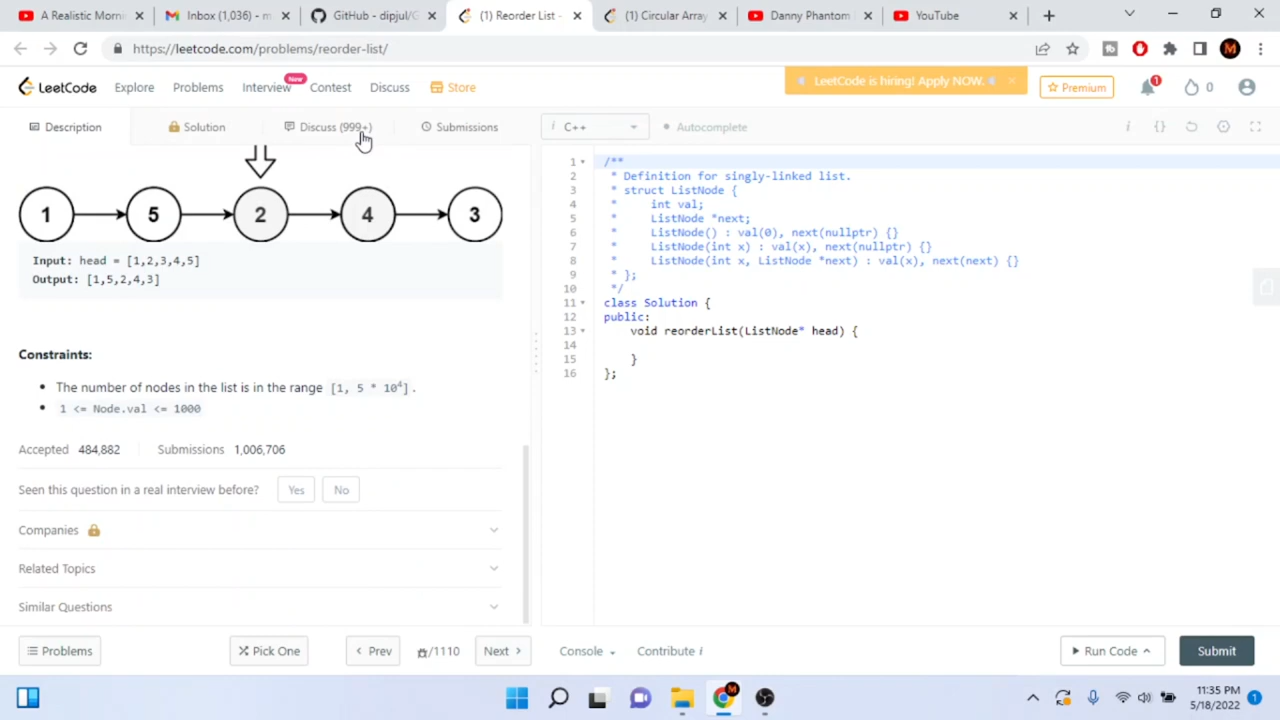 A Realistic Morni
Inbox (1,036) - m
GitHub - dipjul/G
(1) Reorder List -
(1) Circular Array
Danny Phantom
YouTube
https://leetcode.com/problems/reorder-list/
M
LeetCode
Explore
Problems
Interview
New
Contest
Discuss
Store
LeetCode is hiring! Apply NOW.
Premium
1
0
Description
Solution
Discuss (999+)
Submissions
i C++
Autocomplete
i {}
1 5 2 4 3
Input: head = [1,2,3,4,5]
Output: [1,5,2,4,3]
Constraints:
The number of nodes in the list is in the range [1, 5 * 10⁴].
1 <= Node.val <= 1000
Accepted 484,882 Submissions 1,006,706
Seen this question in a real interview before? Yes No
Companies
Related Topics
Similar Questions
1 /**
2 * Definition for singly-linked list.
3 * struct ListNode {
4 * int val;
5 * ListNode *next;
6 * ListNode() : val(0), next(nullptr) {}
7 * ListNode(int x) : val(x), next(nullptr) {}
8 * ListNode(int x, ListNode *next) : val(x), next(next) {}
9 * };
10 */
11 class Solution {
12 public:
13 void reorderList(ListNode* head) {
14
15 }
16 };
Problems
Pick One
Prev
/1110
Next
Console
Contribute i
Run Code
Submit
M
11:35 PM
5/18/2022
1